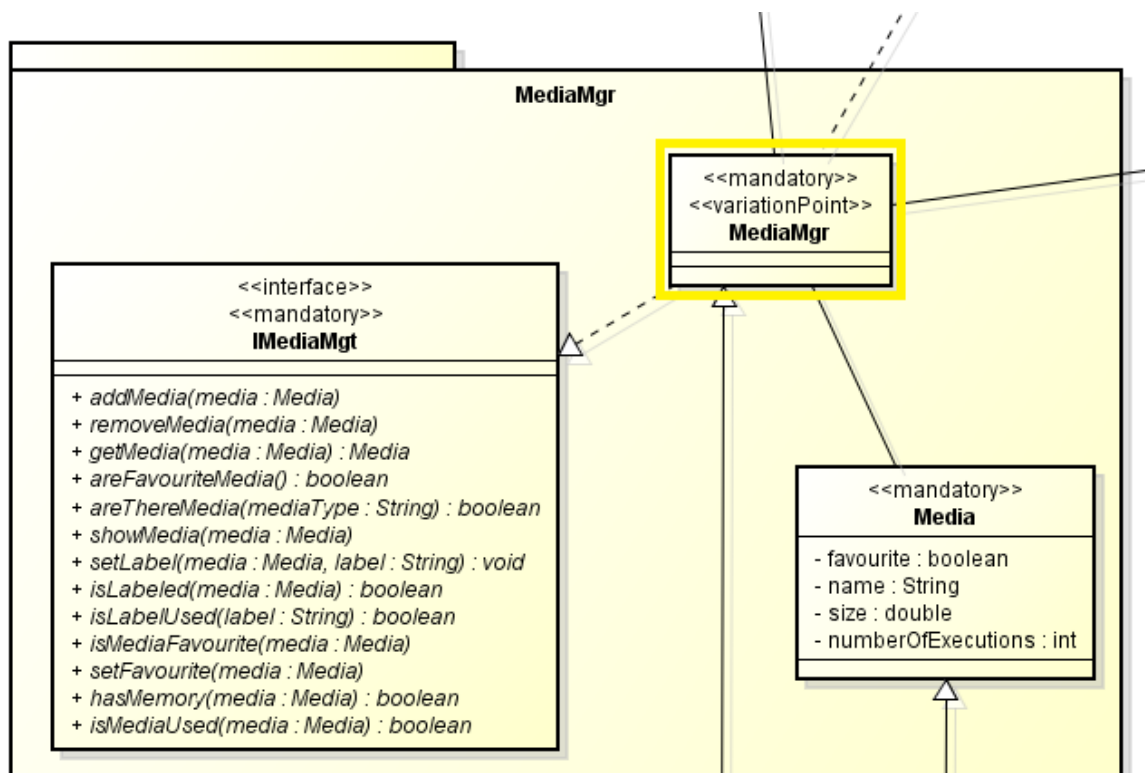 MediaMgr
<<mandatory>>
<<variationPoint>>
MediaMgr
<<interface>>
<<mandatory>>
IMediaMgt
+ addMedia(media : Media)
+ removeMedia(media : Media)
+ getMedia(media : Media) : Media
+ areFavouriteMedia() : boolean
+ areThereMedia(mediaType : String) : boolean
+ showMedia(media : Media)
+ setLabel(media : Media, label : String) : void
+ isLabeled(media : Media) : boolean
+ isLabelUsed(label : String) : boolean
+ isMediaFavourite(media : Media)
+ setFavourite(media : Media)
+ hasMemory(media : Media) : boolean
+ isMediaUsed(media : Media) : boolean
<<mandatory>>
Media
- favourite : boolean
- name : String
- size : double
- numberOfExecutions : int